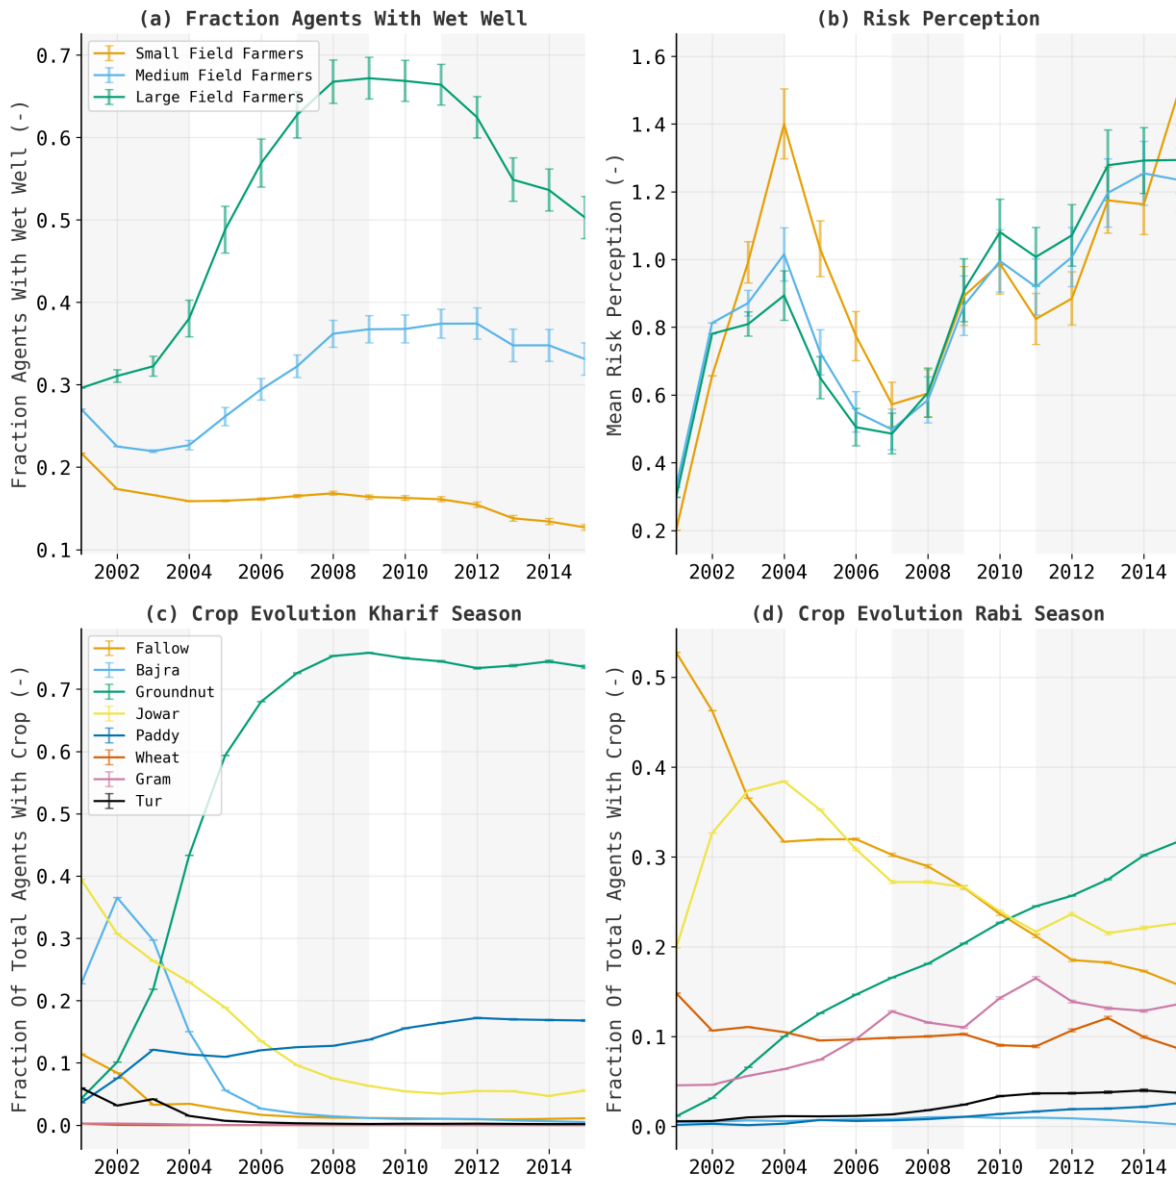 (a) Fraction Agents With Wet Well
Fraction Agents With Wet Well (-)
0.7
0.6
0.5
0.4
0.3
0.2
0.1
Small Field Farmers
Medium Field Farmers
Large Field Farmers
2002 2004 2006 2008 2010 2012 2014
(b) Risk Perception
Mean Risk Perception (-)
1.6
1.4
1.2
1.0
0.8
0.6
0.4
0.2
2002 2004 2006 2008 2010 2012 2014
(c) Crop Evolution Kharif Season
Fraction Of Total Agents With Crop (-)
0.7
0.6
0.5
0.4
0.3
0.2
0.1
0.0
Fallow
Bajra
Groundnut
Jowar
Paddy
Wheat
Gram
Tur
2002 2004 2006 2008 2010 2012 2014
(d) Crop Evolution Rabi Season
Fraction Of Total Agents With Crop (-)
0.5
0.4
0.3
0.2
0.1
0.0
2002 2004 2006 2008 2010 2012 2014